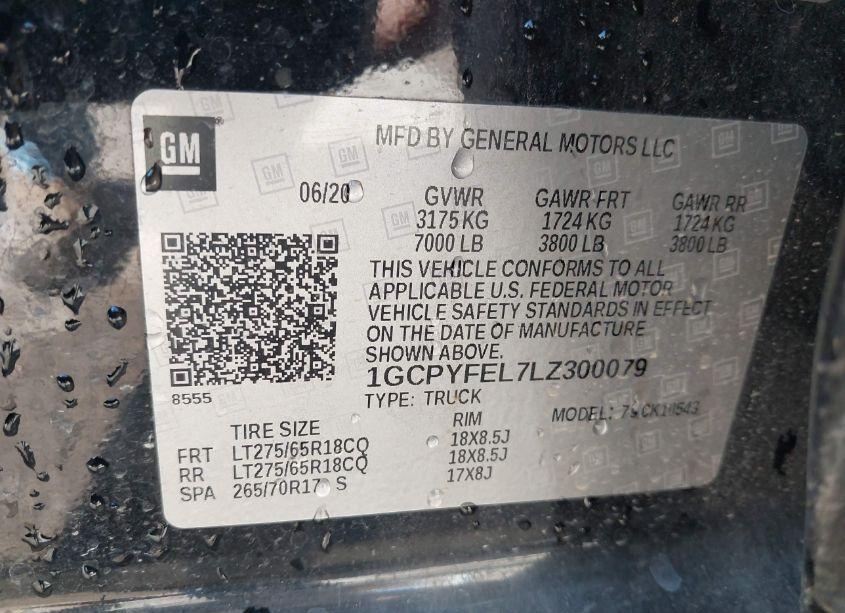 GM
MFD BY GENERAL MOTORS LLC
06/20 GVWR GAWR FRT GAWR RR
3175 KG 1724 KG 1724 KG
7000 LB 3800 LB 3800 LB
THIS VEHICLE CONFORMS TO ALL
APPLICABLE U.S. FEDERAL MOTOR
VEHICLE SAFETY STANDARDS IN EFFECT
ON THE DATE OF MANUFACTURE
SHOWN ABOVE.
1GCPYFEL7LZ300079
8555
TYPE: TRUCK MODEL:
TIRE SIZE RIM
FRT LT275/65R18CQ 18X8.5J
RR LT275/65R18CQ 18X8.5J
SPA 265/70R17 S 17X8J